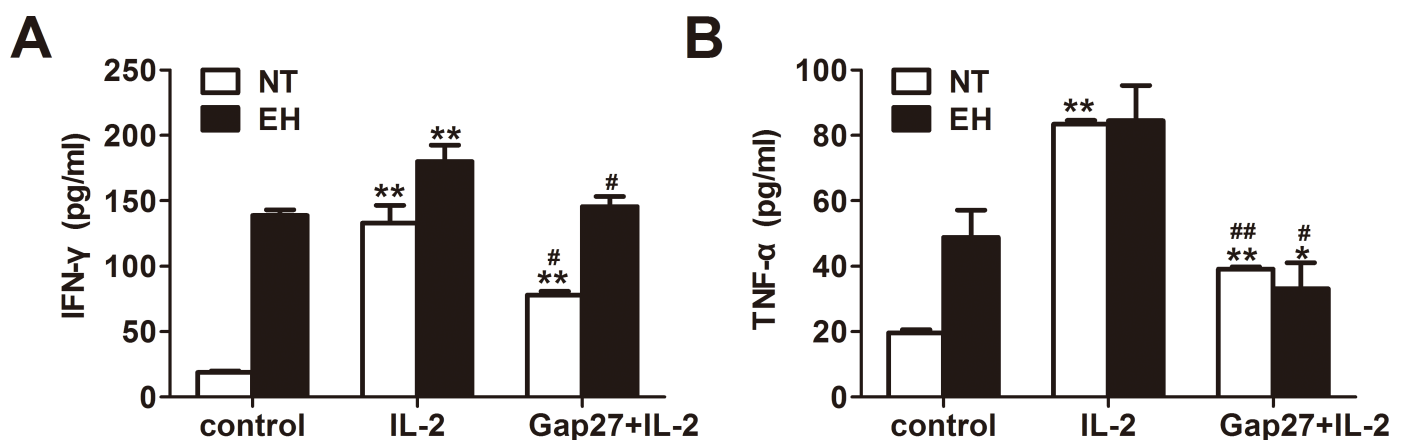 A
IFN-γ (pg/ml)
250
200
150
100
50
0
NT
EH
**
**
#
**
#
control
IL-2
Gap27+IL-2
B
TNF-α (pg/ml)
100
80
60
40
20
0
NT
EH
**
##
**
#
*
control
IL-2
Gap27+IL-2